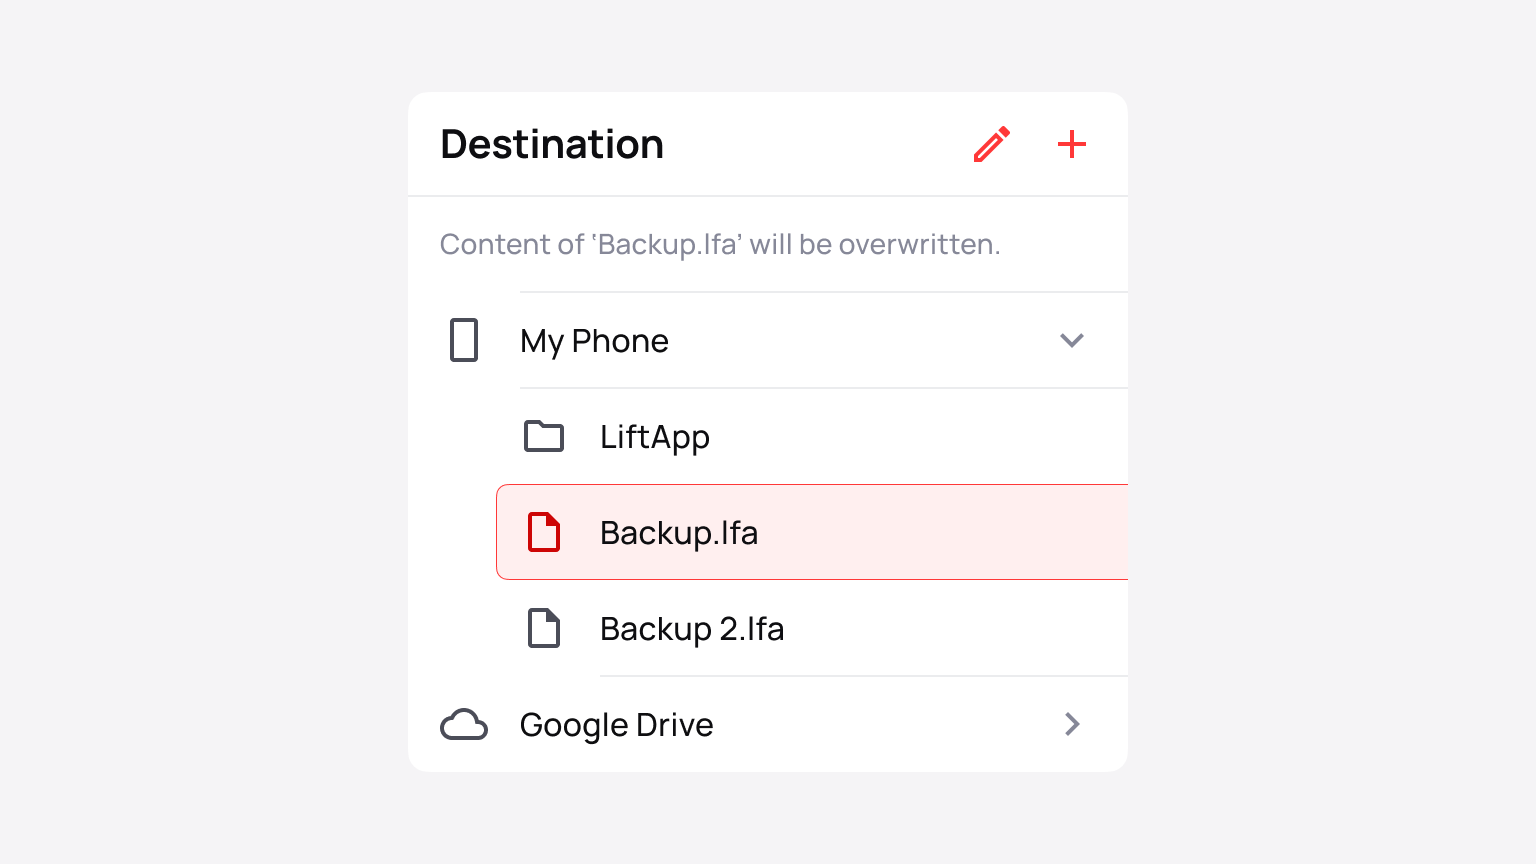 Destination
Content of ‘Backup.lfa’ will be overwritten.
My Phone
LiftApp
Backup.lfa
Backup 2.lfa
Google Drive